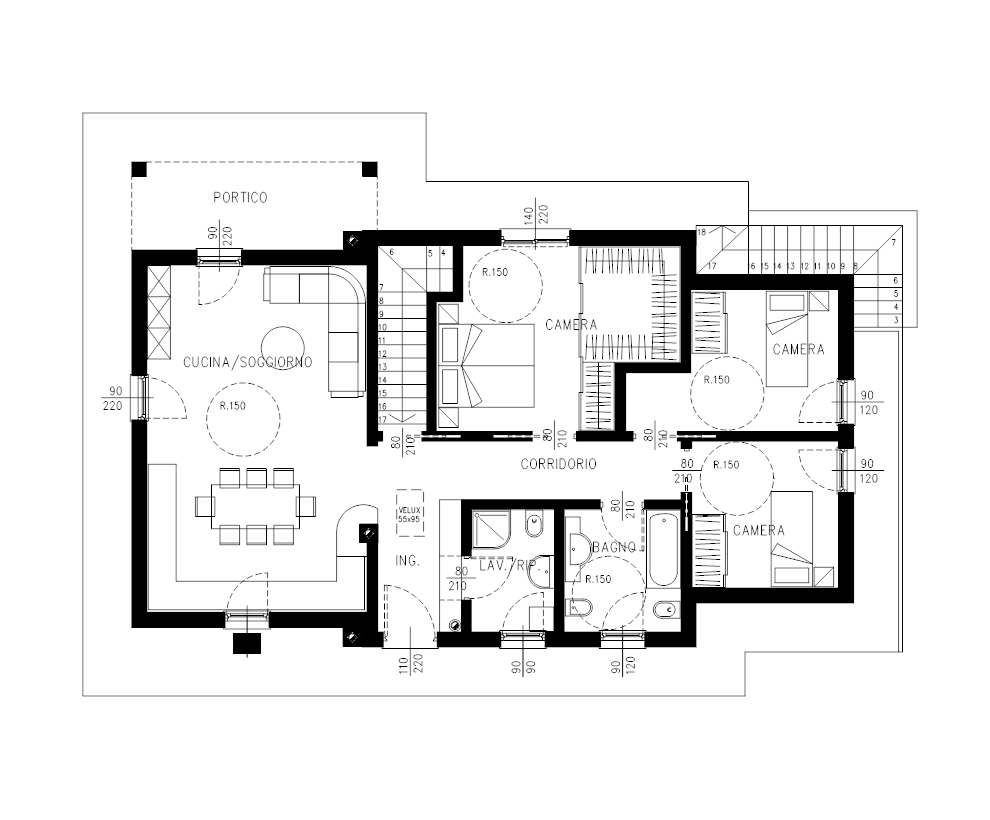 PORTICO
90
220
140
220
18
7
17
16 15 14 13 12 11 10 9 8
6
5
4
3
6
5
4
7
8
9
10
11
12
13
14
15
16
17
R.150
CAMERA
CAMERA
R.150
CUCINA/SOGGIORNO
R.150
90
220
90
120
80
210
80
210
80
210
CORRIDORIO
80
210
R.150
90
120
CAMERA
VELUX
55x95
80
210
ING.
LAV./RIP.
BAGNO
80
210
R.150
110
220
90
90
90
120